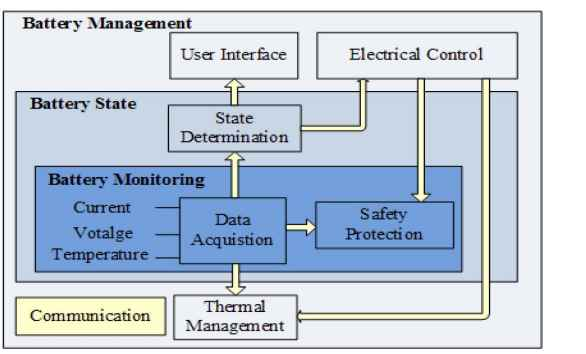 Battery Management
User Interface
Electrical Control
Battery State
State
Determination
Battery Monitoring
Current
Votalge
Temperature
Data
Acquistion
Safety
Protection
Communication
Thermal
Management